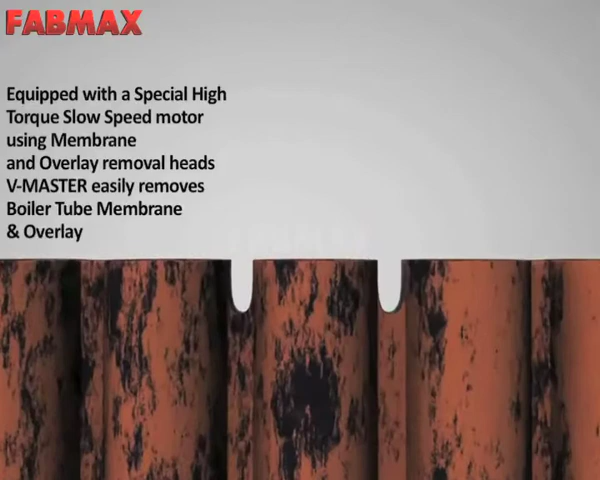 FABMAX
Equipped with a Special High
Torque Slow Speed motor
using Membrane
and Overlay removal heads
V-MASTER easily removes
Boiler Tube Membrane
& Overlay